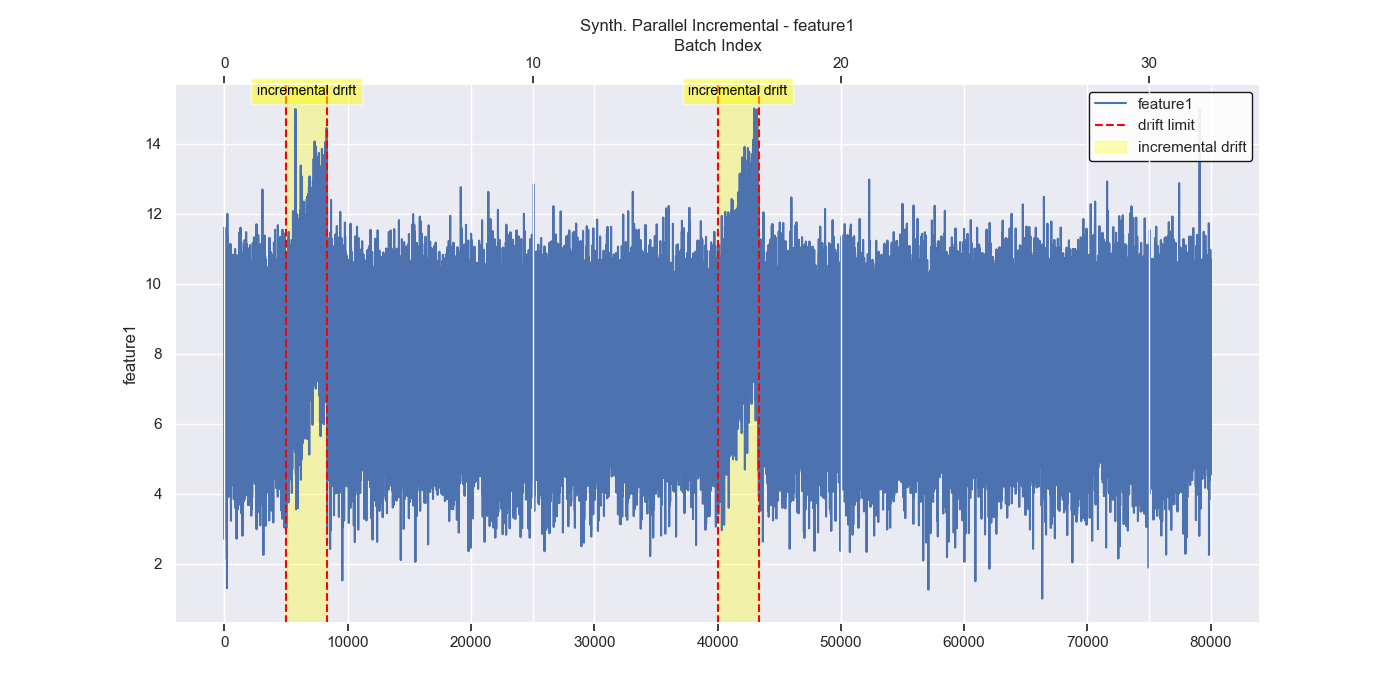 Synth. Parallel Incremental - feature1
Batch Index
0 10 20 30
incremental drift incremental drift
feature1
drift limit
incremental drift
14
12
10
8
6
4
2
feature1
0 10000 20000 30000 40000 50000 60000 70000 80000